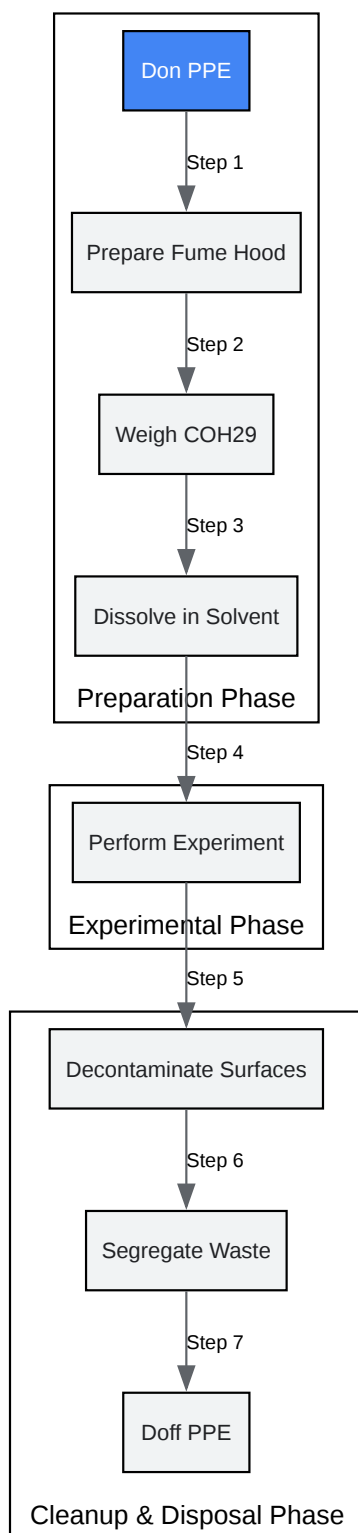 Don PPE
Step 1
Prepare Fume Hood
Step 2
Weigh COH29
Step 3
Dissolve in Solvent
Preparation Phase
Step 4
Perform Experiment
Experimental Phase
Step 5
Decontaminate Surfaces
Step 6
Segregate Waste
Step 7
Doff PPE
Cleanup & Disposal Phase